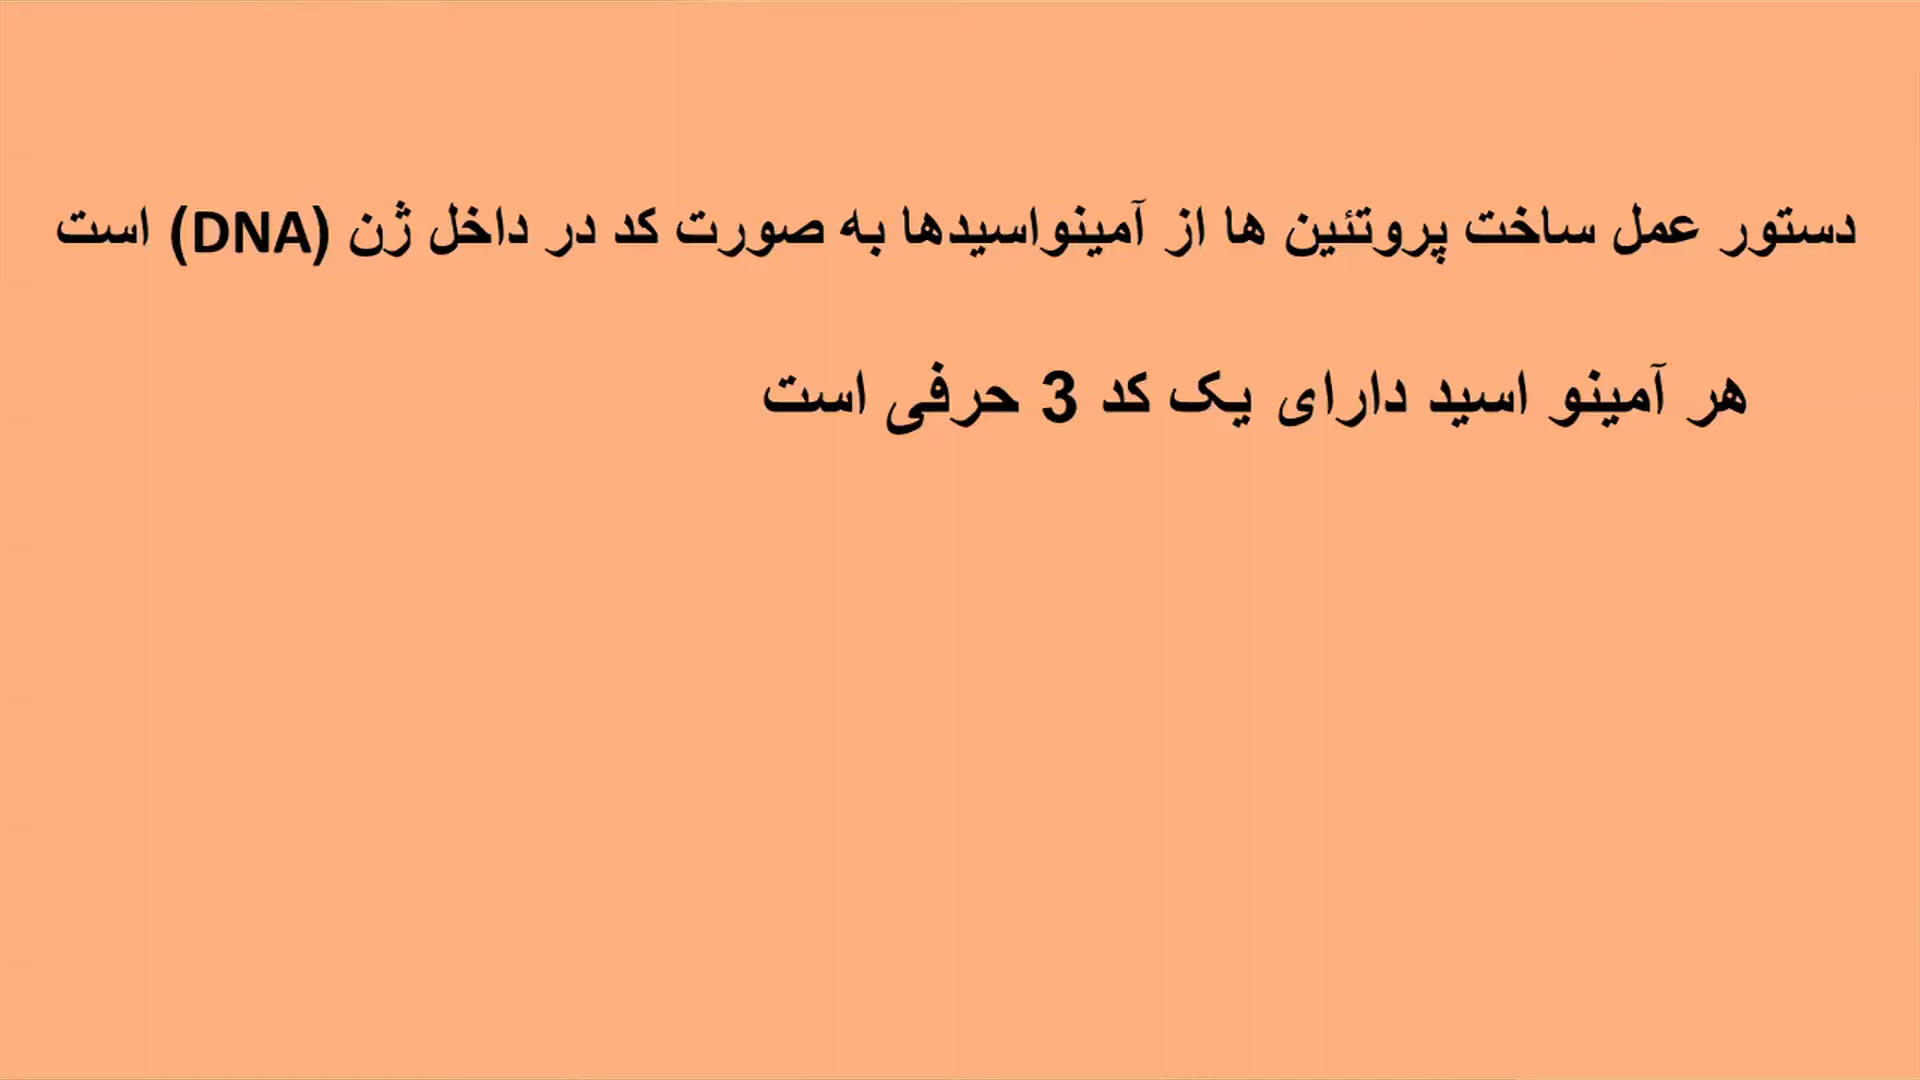 دستور عمل ساخت پروتئین ها از آمینواسیدها به صورت کد در داخل ژن (DNA) است
هر آمینو اسید دارای یک کد 3 حرفی است